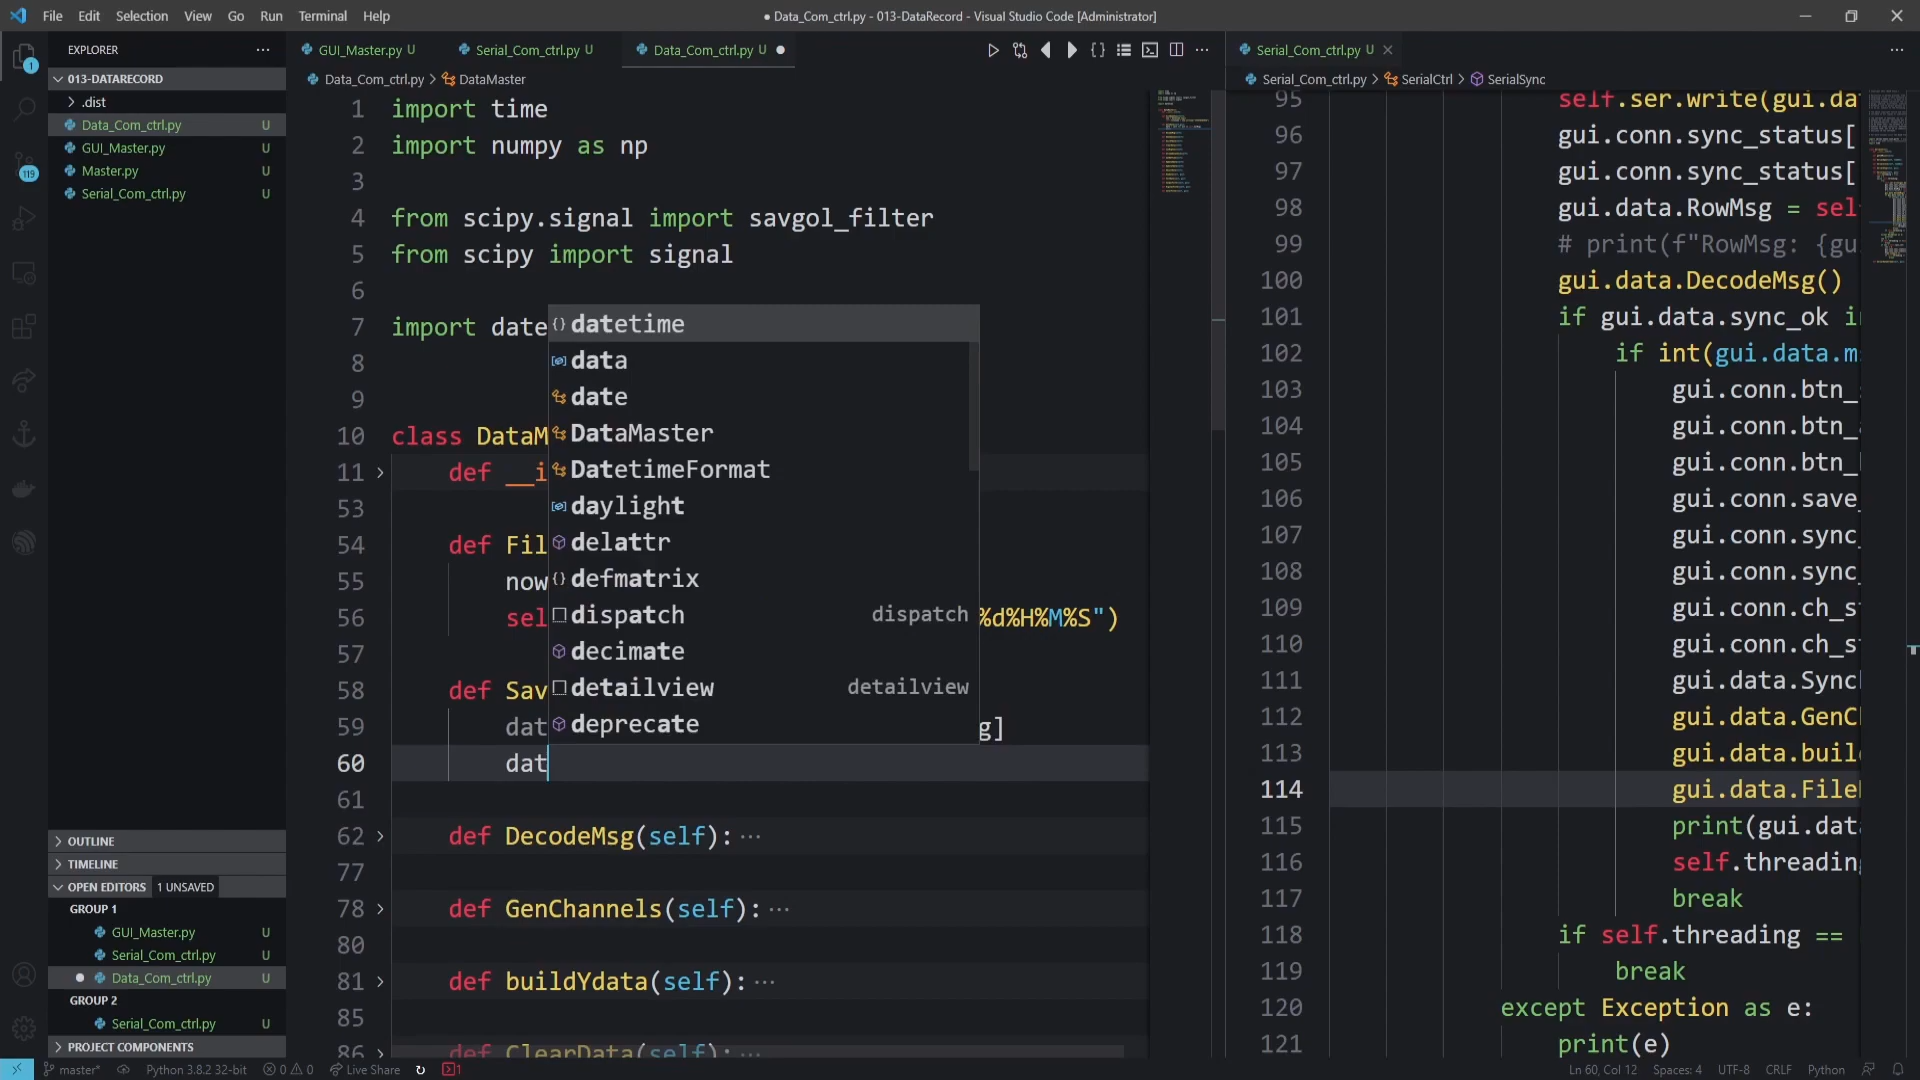 File Edit Selection View Go Run Terminal Help
● Data_Com_ctrl.py - 013-DataRecord - Visual Studio Code [Administrator]
EXPLORER
013-DATARECORD
.dist
Data_Com_ctrl.py U
GUI_Master.py U
Master.py U
Serial_Com_ctrl.py U
1
119
OUTLINE
TIMELINE
OPEN EDITORS 1 UNSAVED
GROUP 1
GUI_Master.py U
Serial_Com_ctrl.py U
● Data_Com_ctrl.py U
GROUP 2
Serial_Com_ctrl.py U
PROJECT COMPONENTS
GUI_Master.py U Serial_Com_ctrl.py U Data_Com_ctrl.py U ●
Data_Com_ctrl.py > DataMaster
1 import time
2 import numpy as np
3
4 from scipy.signal import savgol_filter
5 from scipy import signal
6
7 import date
8
9
10 class DataM
11 def __i
53
54 def Fil
55 now
56 sel %d%H%M%S")
57
58 def Sav
59 dat g]
60 dat
61
62 def DecodeMsg(self): ···
77
78 def GenChannels(self): ···
80
81 def buildYdata(self): ···
85
86 def ClearData(self): ···
datetime
data
date
DataMaster
DatetimeFormat
daylight
delattr
defmatrix
dispatch dispatch
decimate
detailview detailview
deprecate
Serial_Com_ctrl.py U
Serial_Com_ctrl.py > SerialCtrl > SerialSync
95 self.ser.write(gui.da
96 gui.conn.sync_status[
97 gui.conn.sync_status[
98 gui.data.RowMsg = sel
99 # print(f"RowMsg: {gu
100 gui.data.DecodeMsg()
101 if gui.data.sync_ok i
102 if int(gui.data.m
103 gui.conn.btn_
104 gui.conn.btn_
105 gui.conn.btn_
106 gui.conn.save_
107 gui.conn.sync_
108 gui.conn.sync_
109 gui.conn.ch_s
110 gui.conn.ch_s
111 gui.data.Sync
112 gui.data.GenC
113 gui.data.buil
114 gui.data.File
115 print(gui.dat
116 self.threading
117 break
118 if self.threading ==
119 break
120 except Exception as e:
121 print(e)
master* Python 3.8.2 32-bit 0 0 Live Share 1
Ln 60, Col 12 Spaces: 4 UTF-8 CRLF Python